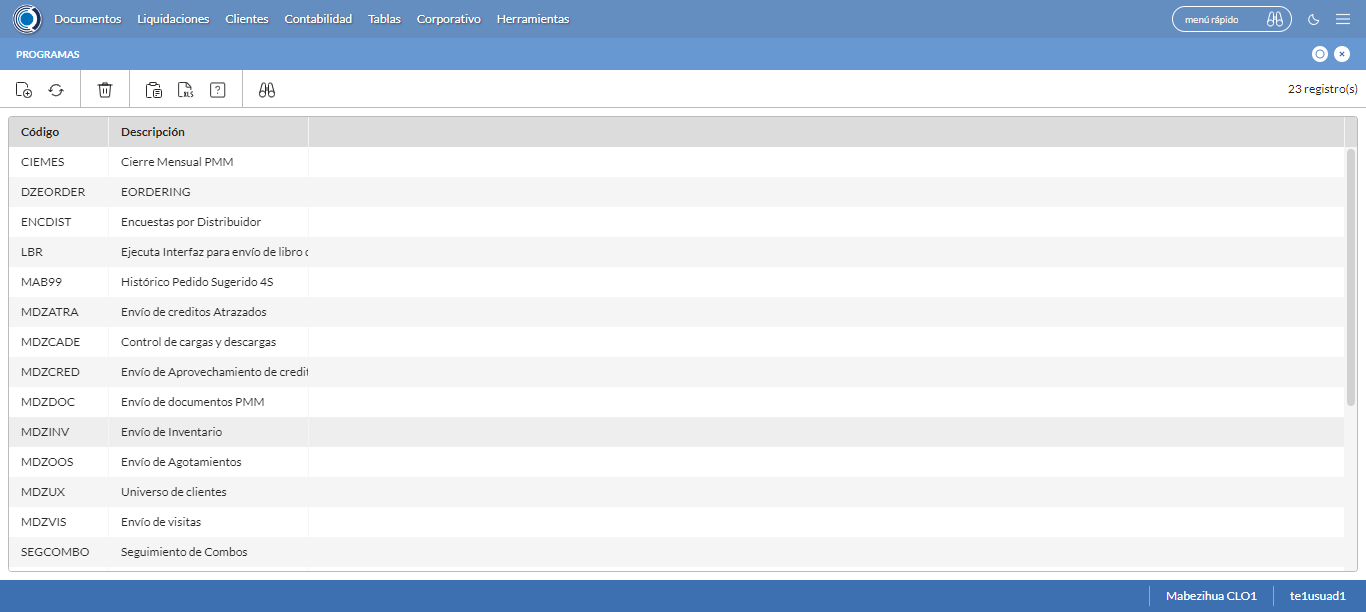 Documentos Liquidaciones Clientes Contabilidad Tablas Corporativo Herramientas menú rápido
PROGRAMAS
XLS ? 23 registro(s)
Código Descripción
CIEMES Cierre Mensual PMM
DZEORDER EORDERING
ENCDIST Encuestas por Distribuidor
LBR Ejecuta Interfaz para envío de libro
MAB99 Histórico Pedido Sugerido 4S
MDZATRA Envío de creditos Atrazados
MDZCADE Control de cargas y descargas
MDZCRED Envío de Aprovechamiento de credit
MDZDOC Envío de documentos PMM
MDZINV Envío de Inventario
MDZOOS Envío de Agotamientos
MDZUX Universo de clientes
MDZVIS Envío de visitas
SEGCOMBO Seguimiento de Combos
Mabezihua CLO1 te1usuad1